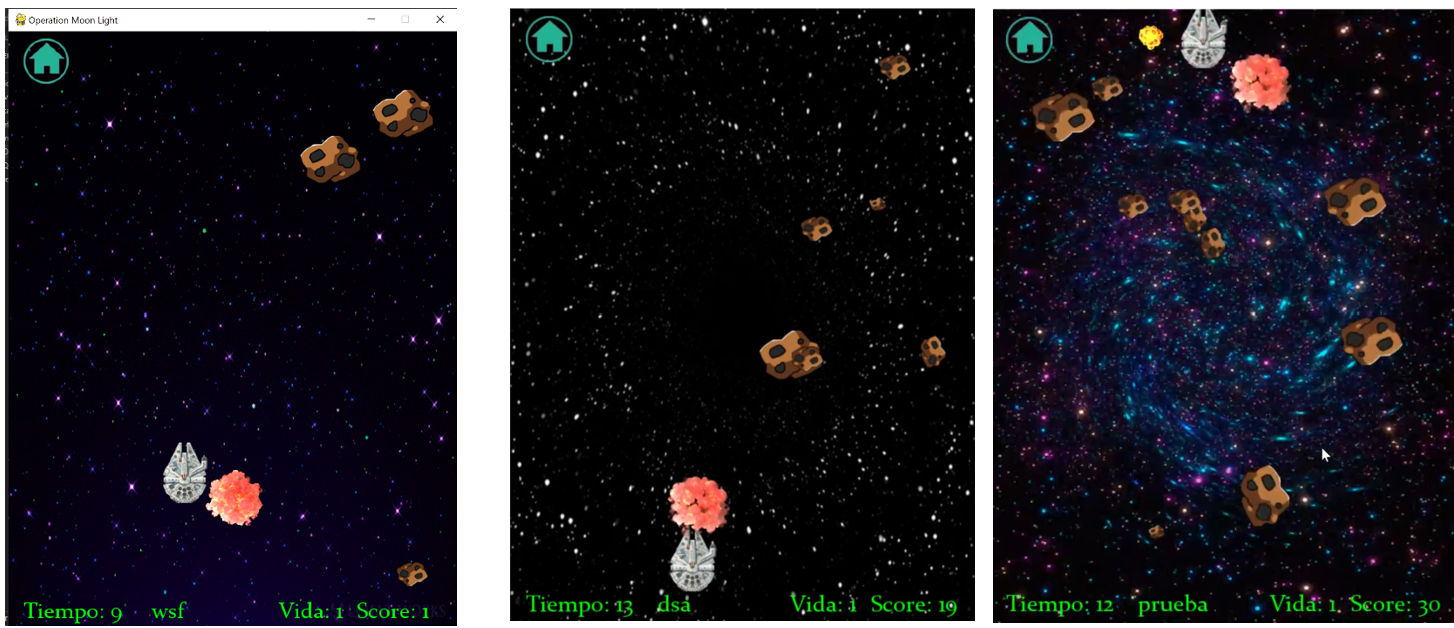 Operation Moon Light
Tiempo: 9 wsf Vida: 1 Score: 1
Tiempo: 13 dsa Vida: 1 Score: 19
Tiempo: 12 prueba Vida: 1 Score: 30